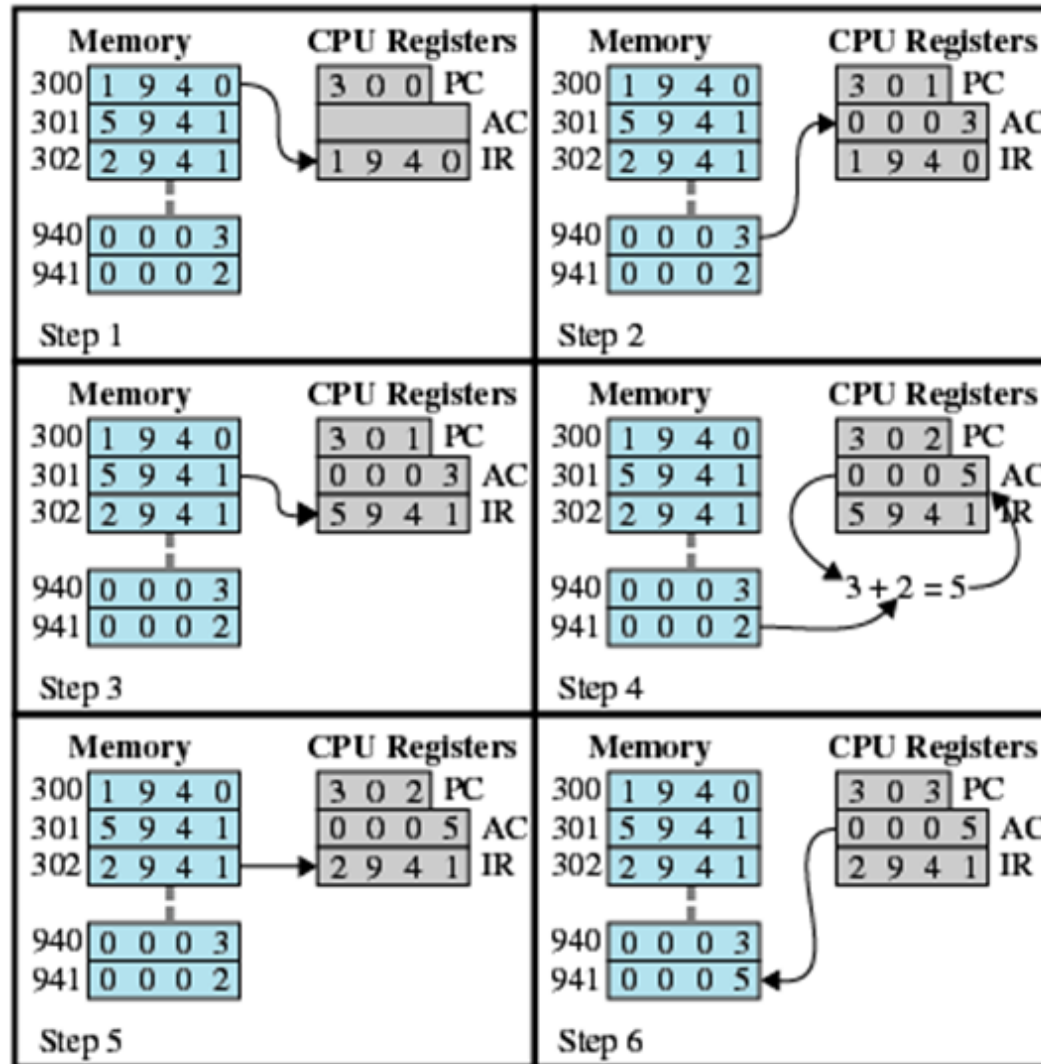 Memory CPU Registers
300 1 9 4 0 3 0 0 PC
301 5 9 4 1 AC
302 2 9 4 1 1 9 4 0 IR
940 0 0 0 3
941 0 0 0 2
Step 1
Memory CPU Registers
300 1 9 4 0 3 0 1 PC
301 5 9 4 1 0 0 0 3 AC
302 2 9 4 1 1 9 4 0 IR
940 0 0 0 3
941 0 0 0 2
Step 2
Memory CPU Registers
300 1 9 4 0 3 0 1 PC
301 5 9 4 1 0 0 0 3 AC
302 2 9 4 1 5 9 4 1 IR
940 0 0 0 3
941 0 0 0 2
Step 3
Memory CPU Registers
300 1 9 4 0 3 0 2 PC
301 5 9 4 1 0 0 0 5 AC
302 2 9 4 1 5 9 4 1 IR
940 0 0 0 3 3 + 2 = 5
941 0 0 0 2
Step 4
Memory CPU Registers
300 1 9 4 0 3 0 2 PC
301 5 9 4 1 0 0 0 5 AC
302 2 9 4 1 2 9 4 1 IR
940 0 0 0 3
941 0 0 0 2
Step 5
Memory CPU Registers
300 1 9 4 0 3 0 3 PC
301 5 9 4 1 0 0 0 5 AC
302 2 9 4 1 2 9 4 1 IR
940 0 0 0 3
941 0 0 0 5
Step 6